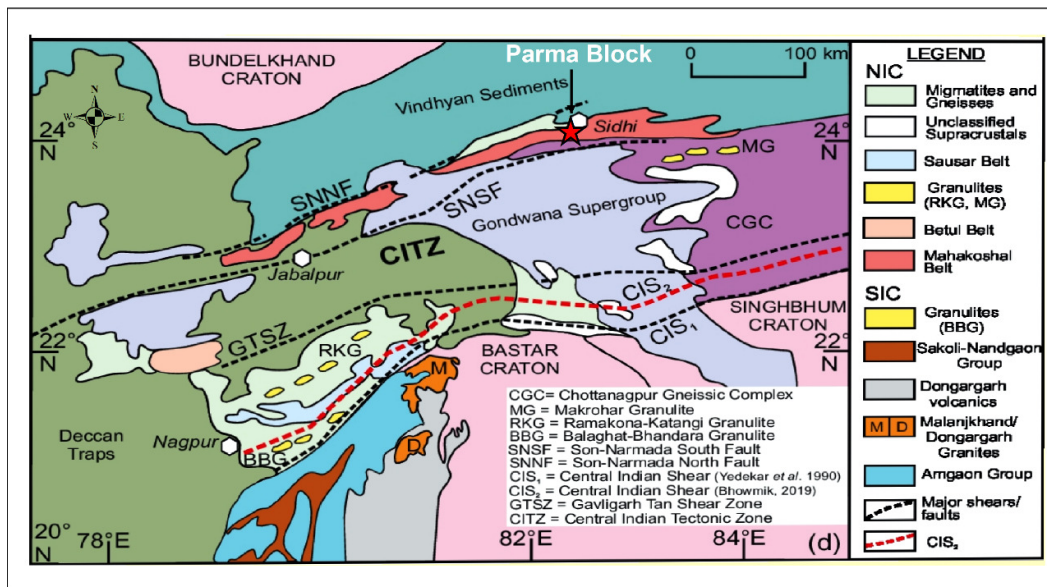 Parma Block
0 100 km
BUNDELKHAND
CRATON
Vindhyan Sediments
N
W E
S
24°
N
24°
N
Sidhi
MG
SNNF
SNSF
Gondwana Supergroup
CGC
CITZ
Jabalpur
CIS₂
CIS₁
SINGHBHUM
CRATON
GTSZ
22°
N
22°
N
RKG
BASTAR
CRATON
M
Deccan
Traps
Nagpur
BBG
D
CGC= Chottanagpur Gneissic Complex
MG = Makrohar Granulite
RKG = Ramakona-Katangi Granulite
BBG = Balaghat-Bhandara Granulite
SNSF = Son-Narmada South Fault
SNNF = Son-Narmada North Fault
CIS₁ = Central Indian Shear (Yedekar et al. 1990)
CIS₂ = Central Indian Shear (Bhowmik, 2019)
GTSZ = Gavligarh Tan Shear Zone
CITZ = Central Indian Tectonic Zone
20°
N
78°E
82°E
84°E
(d)
LEGEND
NIC
Migmatites and
Gneisses
Unclassified
Supracrustals
Sausar Belt
Granulites
(RKG, MG)
Betul Belt
Mahakoshal
Belt
SIC
Granulites
(BBG)
Sakoli-Nandgaon
Group
Dongargarh
volcanics
M D
Malanjkhand/
Dongargarh
Granites
Amgaon Group
Major shears/
faults
CIS₂